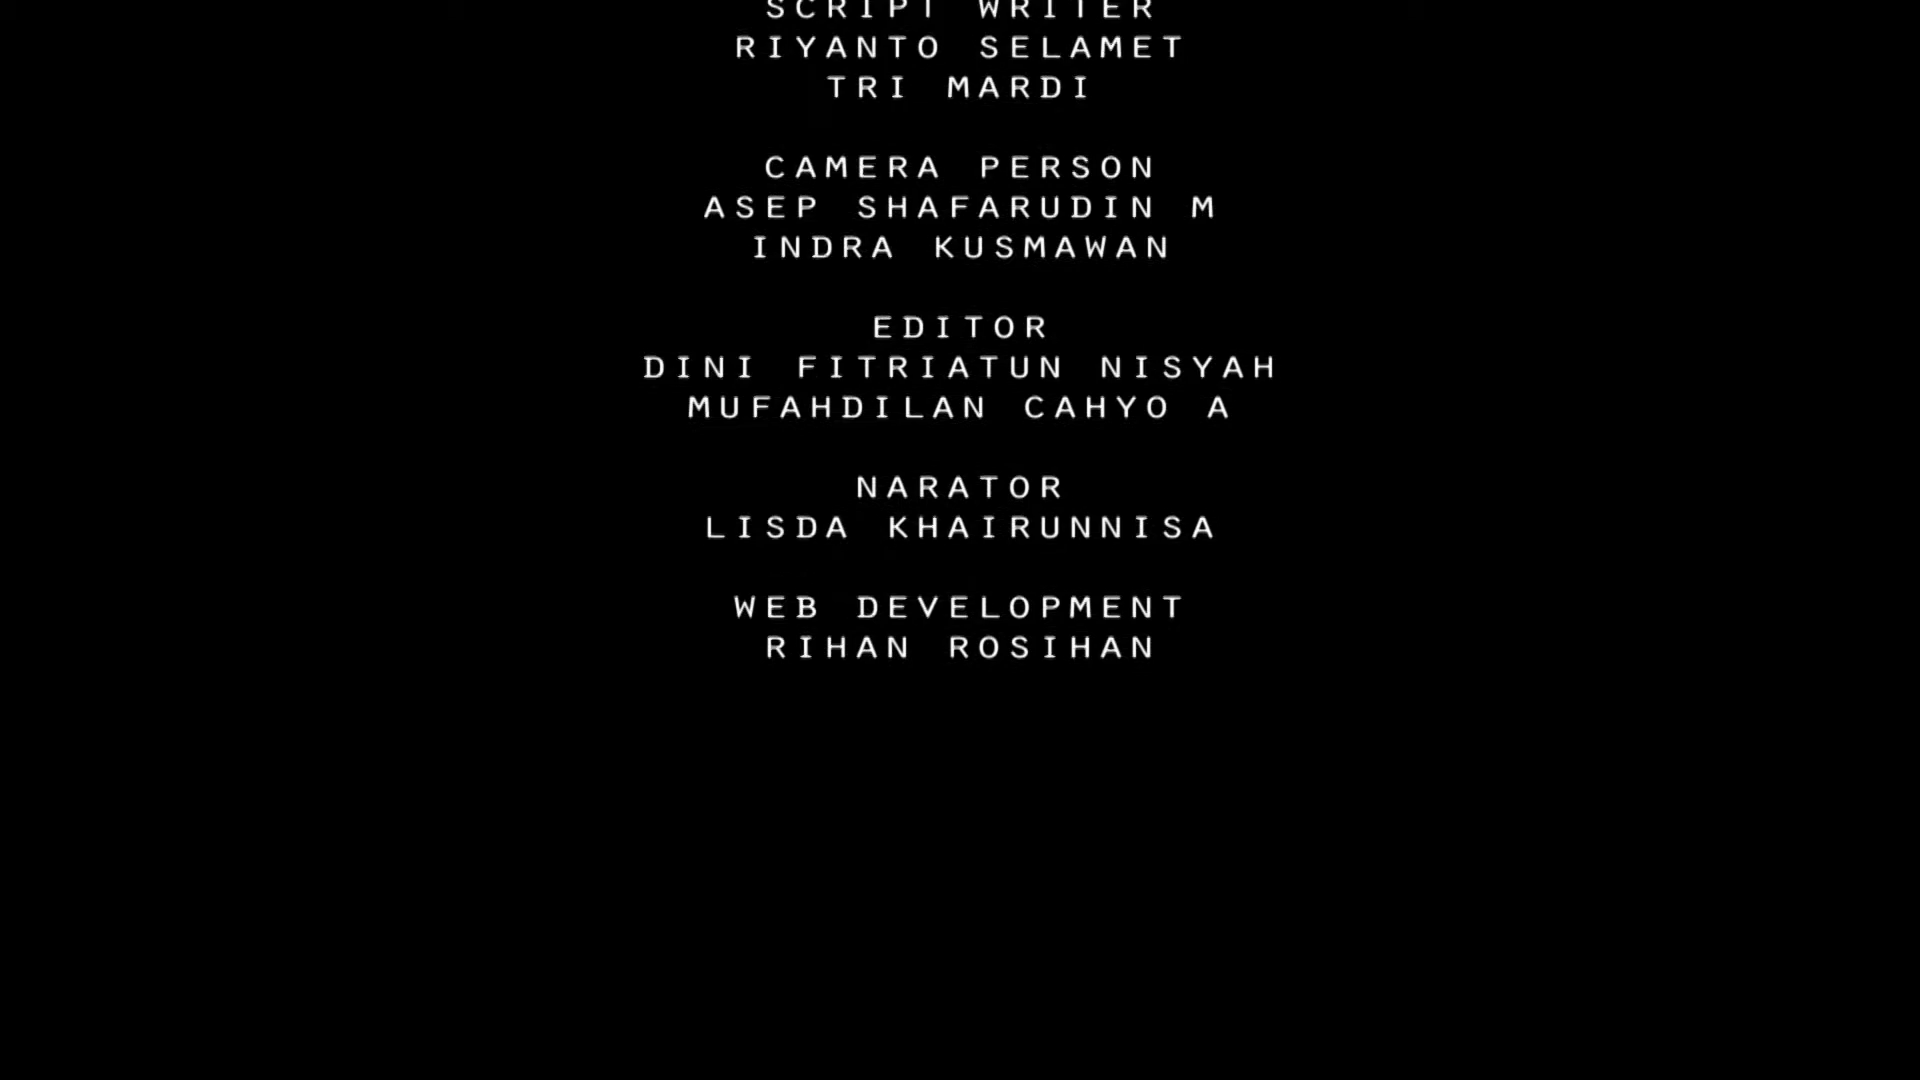 SCRIPT WRITER
RIYANTO SELAMET
TRI MARDI
CAMERA PERSON
ASEP SHAFARUDIN M
INDRA KUSMAWAN
EDITOR
DINI FITRIATUN NISYAH
MUFAHDILAN CAHYO A
NARATOR
LISDA KHAIRUNNISA
WEB DEVELOPMENT
RIHAN ROSIHAN